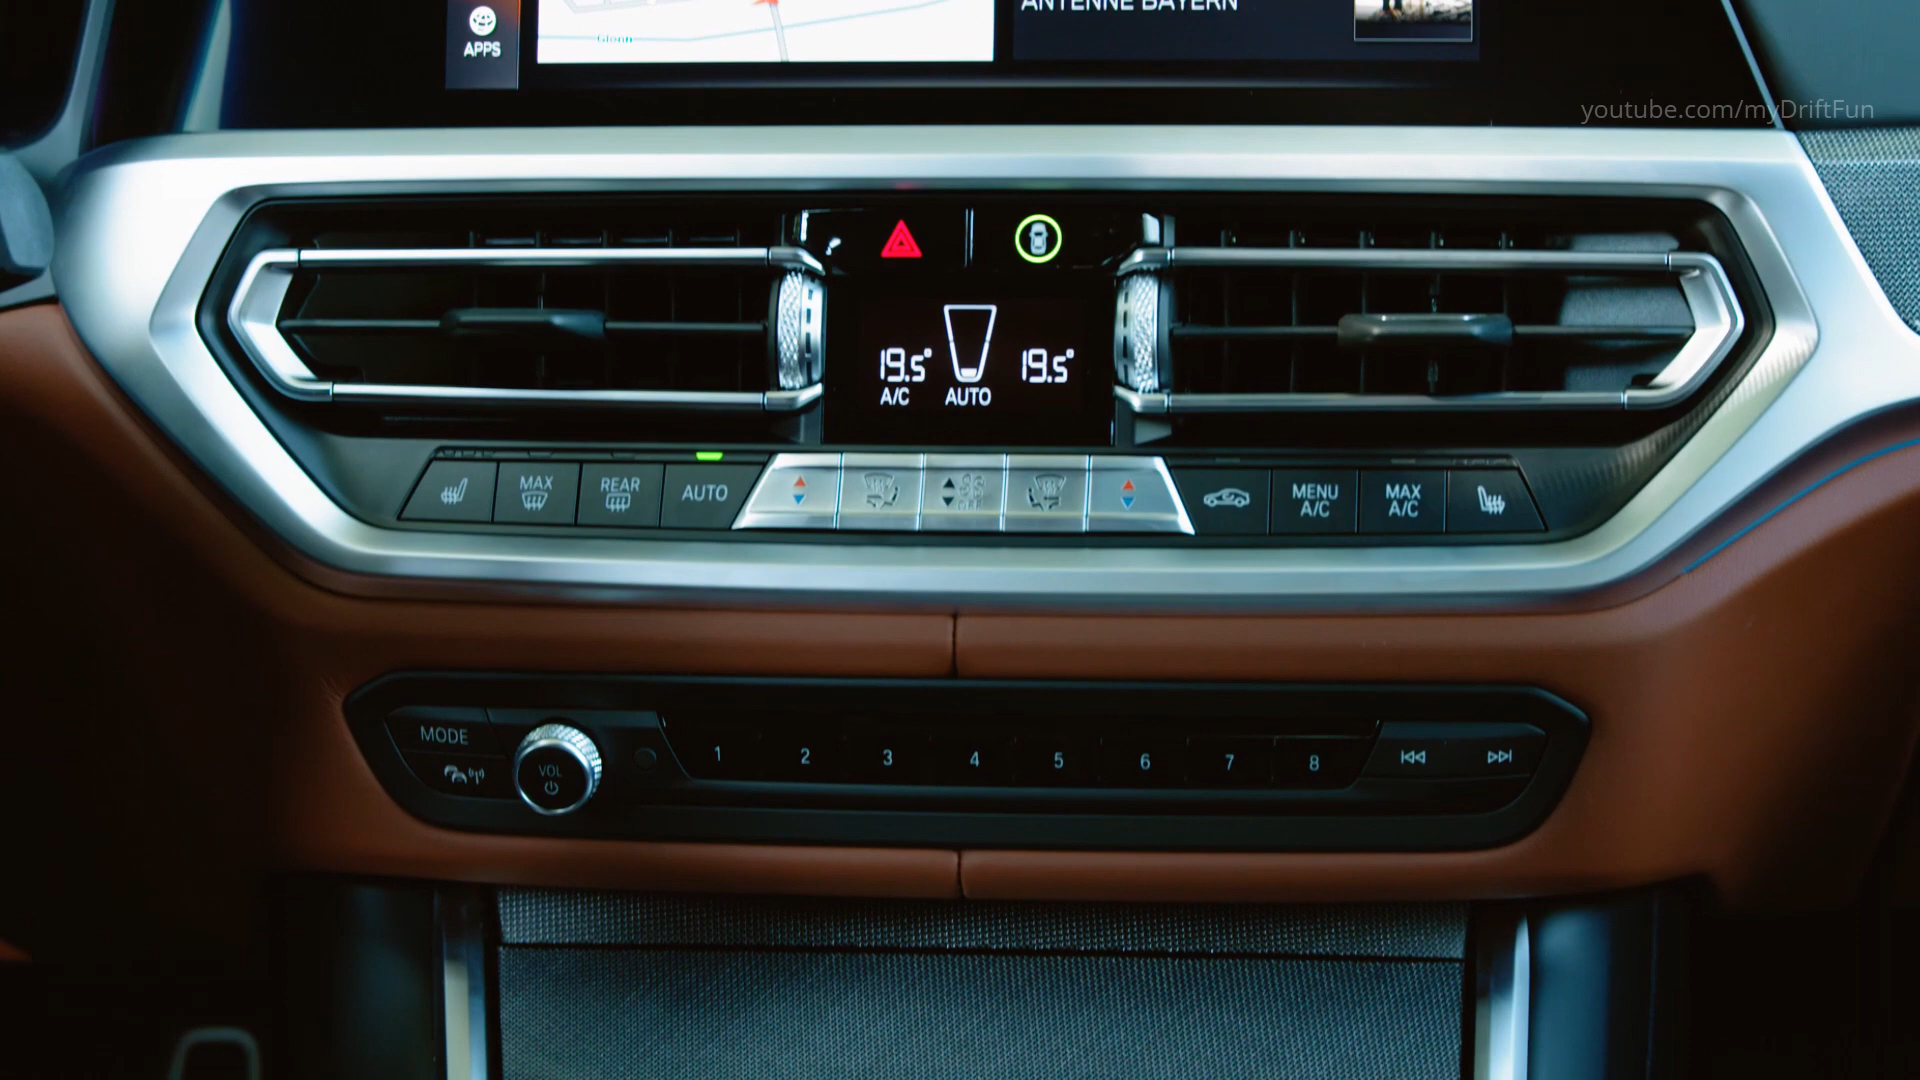 ANTENNE BAYERN
Glonn
APPS
youtube.com/myDriftFun
19.5° 19.5°
A/C AUTO
MAX
REAR
AUTO
MENU
A/C
MAX
A/C
MODE
VOL
1 2 3 4 5 6 7 8